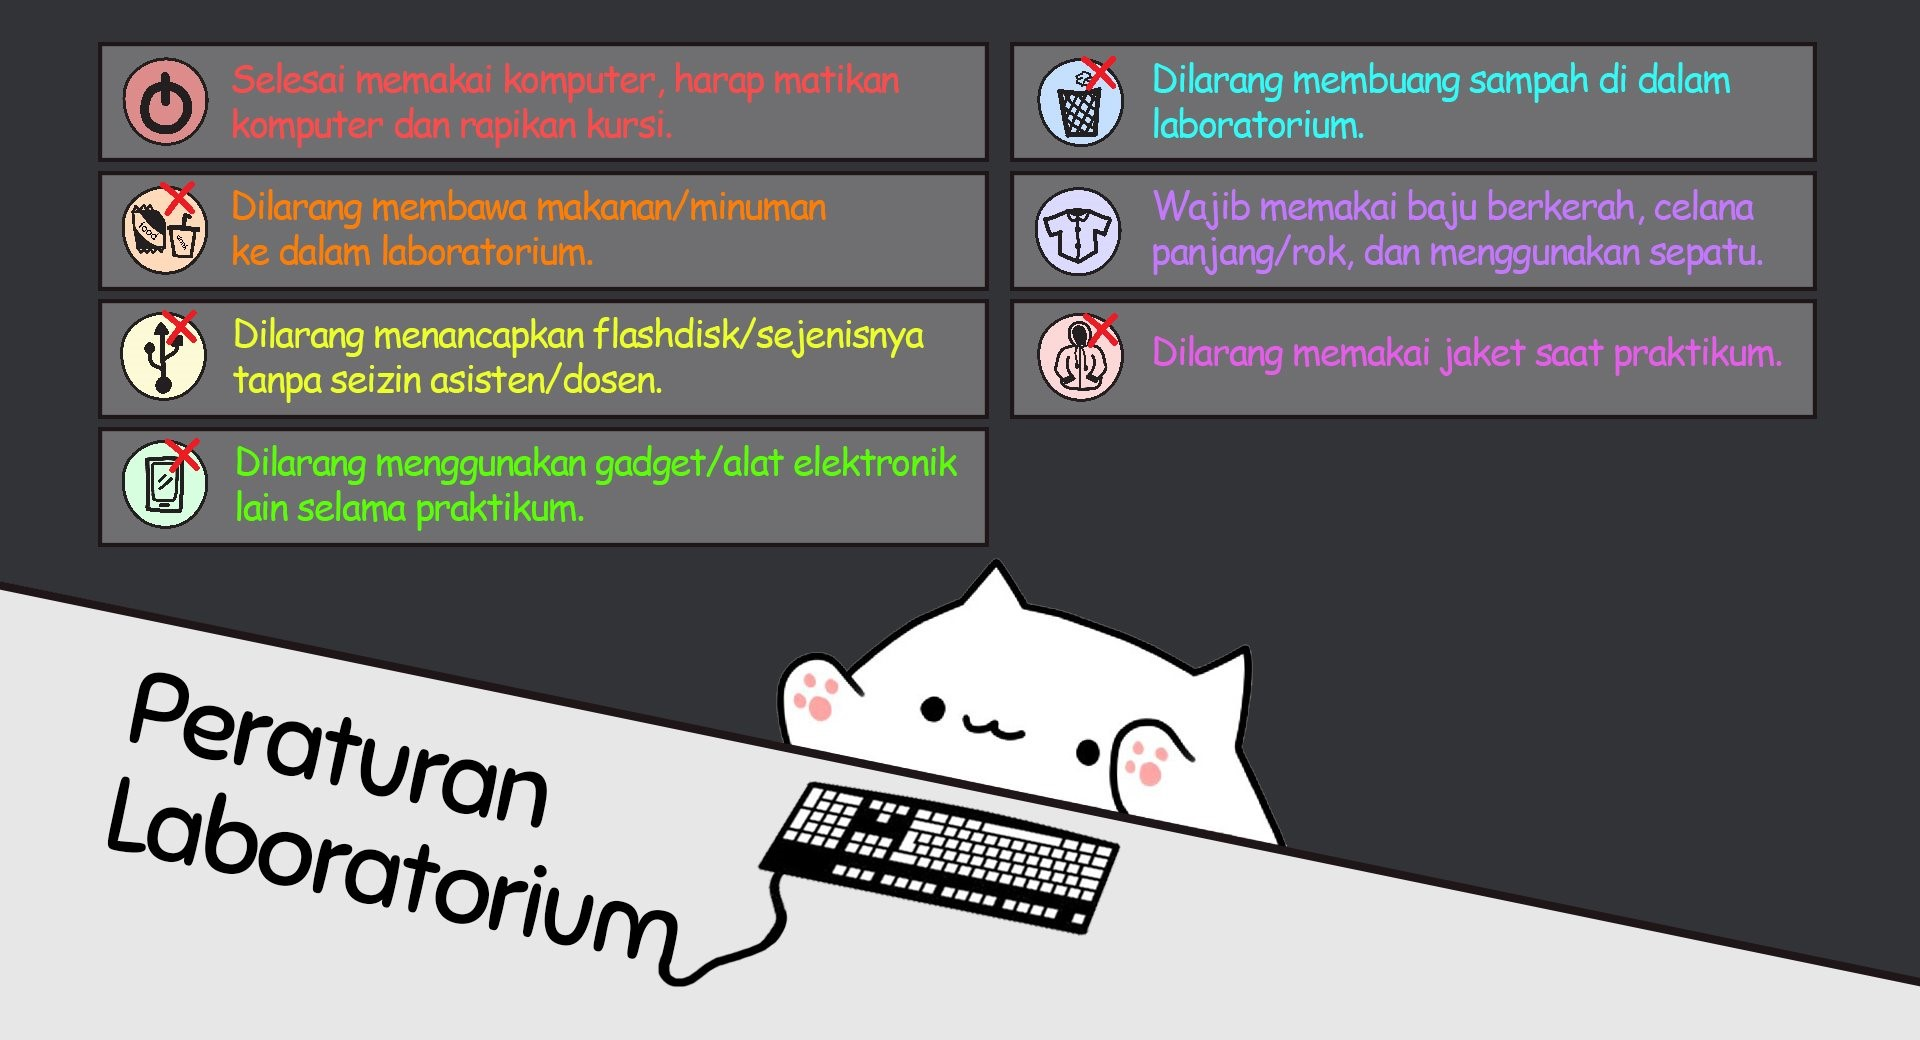 Selesai memakai komputer, harap matikan
komputer dan rapikan kursi.
Dilarang membawa makanan/minuman
ke dalam laboratorium.
food
drink
Dilarang menancapkan flashdisk/sejenisnya
tanpa seizin asisten/dosen.
Dilarang menggunakan gadget/alat elektronik
lain selama praktikum.
Dilarang membuang sampah di dalam
laboratorium.
Wajib memakai baju berkerah, celana
panjang/rok, dan menggunakan sepatu.
Dilarang memakai jaket saat praktikum.
Peraturan
Laboratorium